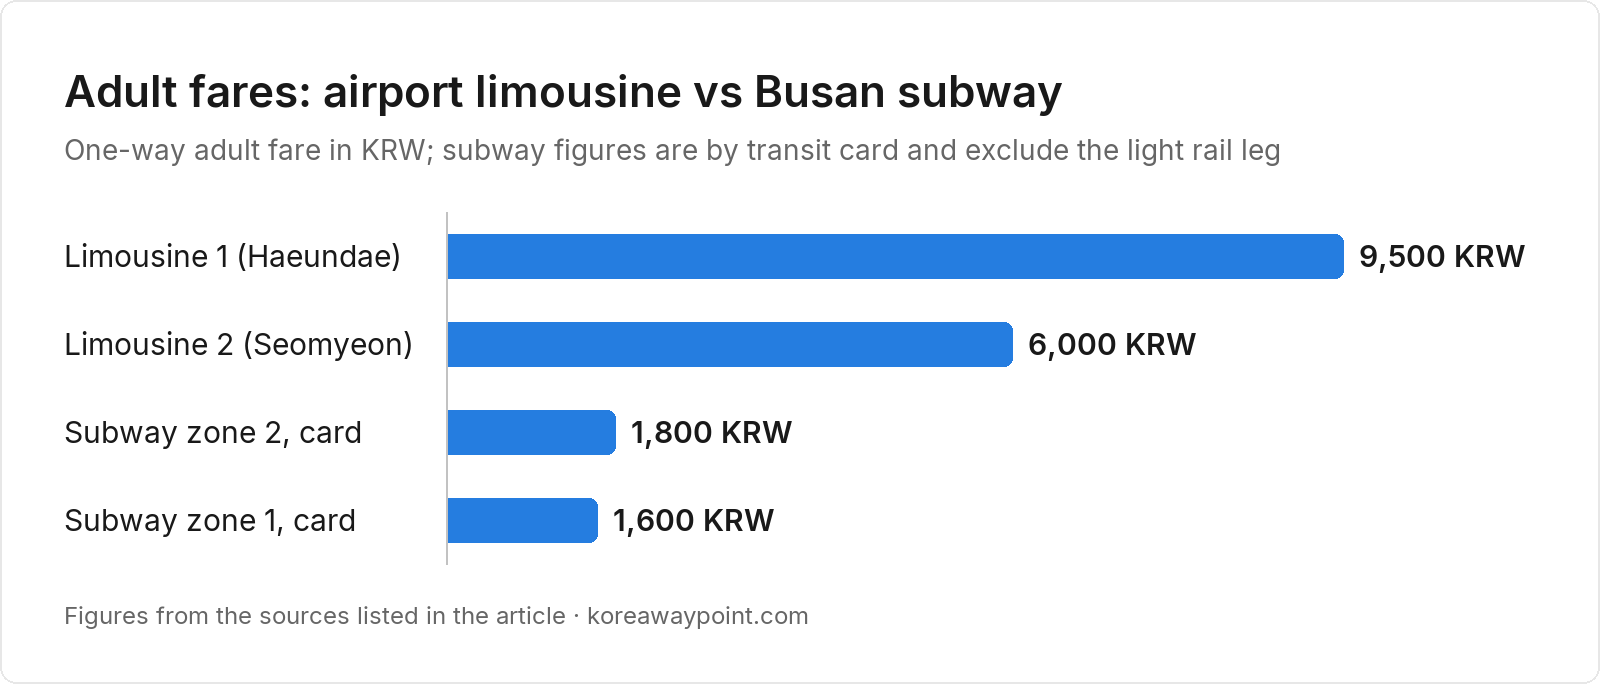 Adult fares: airport limousine vs Busan subway
One-way adult fare in KRW; subway figures are by transit card and exclude the light rail leg
Limousine 1 (Haeundae) 9,500 KRW
Limousine 2 (Seomyeon) 6,000 KRW
Subway zone 2, card 1,800 KRW
Subway zone 1, card 1,600 KRW
Figures from the sources listed in the article · koreawaypoint.com